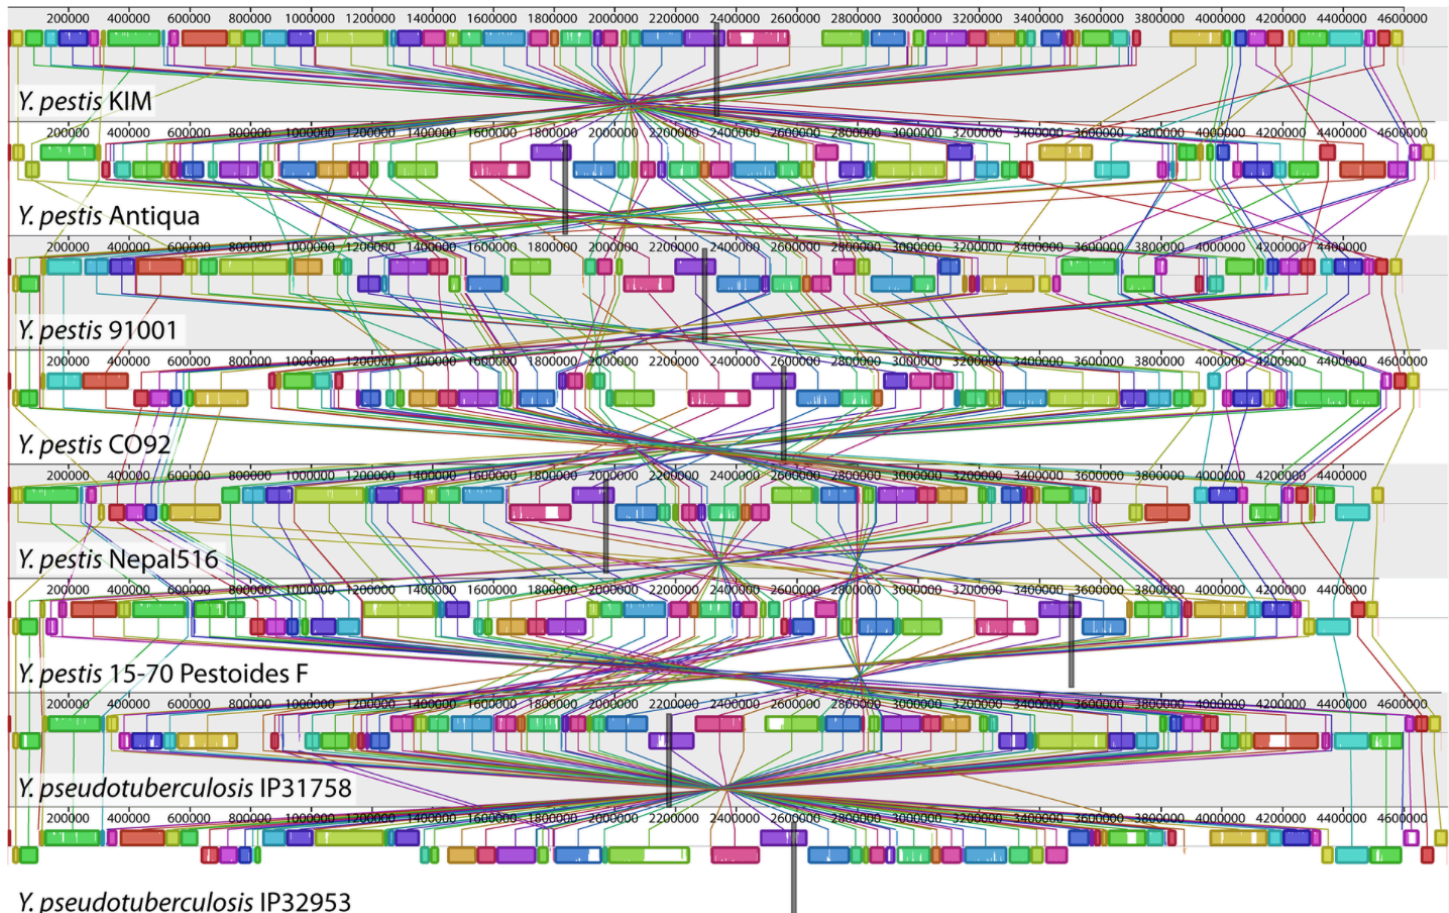 200000 400000 600000 800000 1000000 1200000 1400000 1600000 1800000 2000000 2200000 2400000 2600000 2800000 3000000 3200000 3400000 3600000 3800000 4000000 4200000 4400000 4600000
Y. pestis KIM
200000 400000 600000 800000 1000000 1200000 1400000 1600000 1800000 2000000 2200000 2400000 2600000 2800000 3000000 3200000 3400000 3600000 3800000 4000000 4200000 4400000 4600000
Y. pestis Antiqua
200000 400000 600000 800000 1000000 1200000 1400000 1600000 1800000 2000000 2200000 2400000 2600000 2800000 3000000 3200000 3400000 3600000 3800000 4000000 4200000 4400000
Y. pestis 91001
200000 400000 600000 800000 1000000 1200000 1400000 1600000 1800000 2000000 2200000 2400000 2600000 2800000 3000000 3200000 3400000 3600000 3800000 4000000 4200000 4400000 4600000
Y. pestis CO92
200000 400000 600000 800000 1000000 1200000 1400000 1600000 1800000 2000000 2200000 2400000 2600000 2800000 3000000 3200000 3400000 3600000 3800000 4000000 4200000 4400000
Y. pestis Nepal516
200000 400000 600000 800000 1000000 1200000 1400000 1600000 1800000 2000000 2200000 2400000 2600000 2800000 3000000 3200000 3400000 3600000 3800000 4000000 4200000 4400000
Y. pestis 15-70 Pestoides F
200000 400000 600000 800000 1000000 1200000 1400000 1600000 1800000 2000000 2200000 2400000 2600000 2800000 3000000 3200000 3400000 3600000 3800000 4000000 4200000 4400000 4600000
Y. pseudotuberculosis IP31758
200000 400000 600000 800000 1000000 1200000 1400000 1600000 1800000 2000000 2200000 2400000 2600000 2800000 3000000 3200000 3400000 3600000 3800000 4000000 4200000 4400000 4600000
Y. pseudotuberculosis IP32953